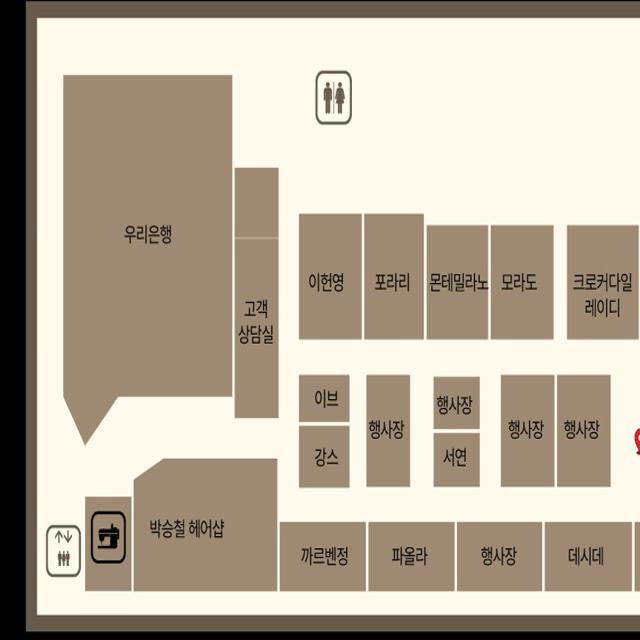 우리은행
고객
상담실
이헌영
포라리
몬테밀라노
모라도
크로커다일
레이디
이브
강스
행사장
행사장
서연
행사장
행사장
박승철 헤어샵
까르벤정
파올라
행사장
데시데